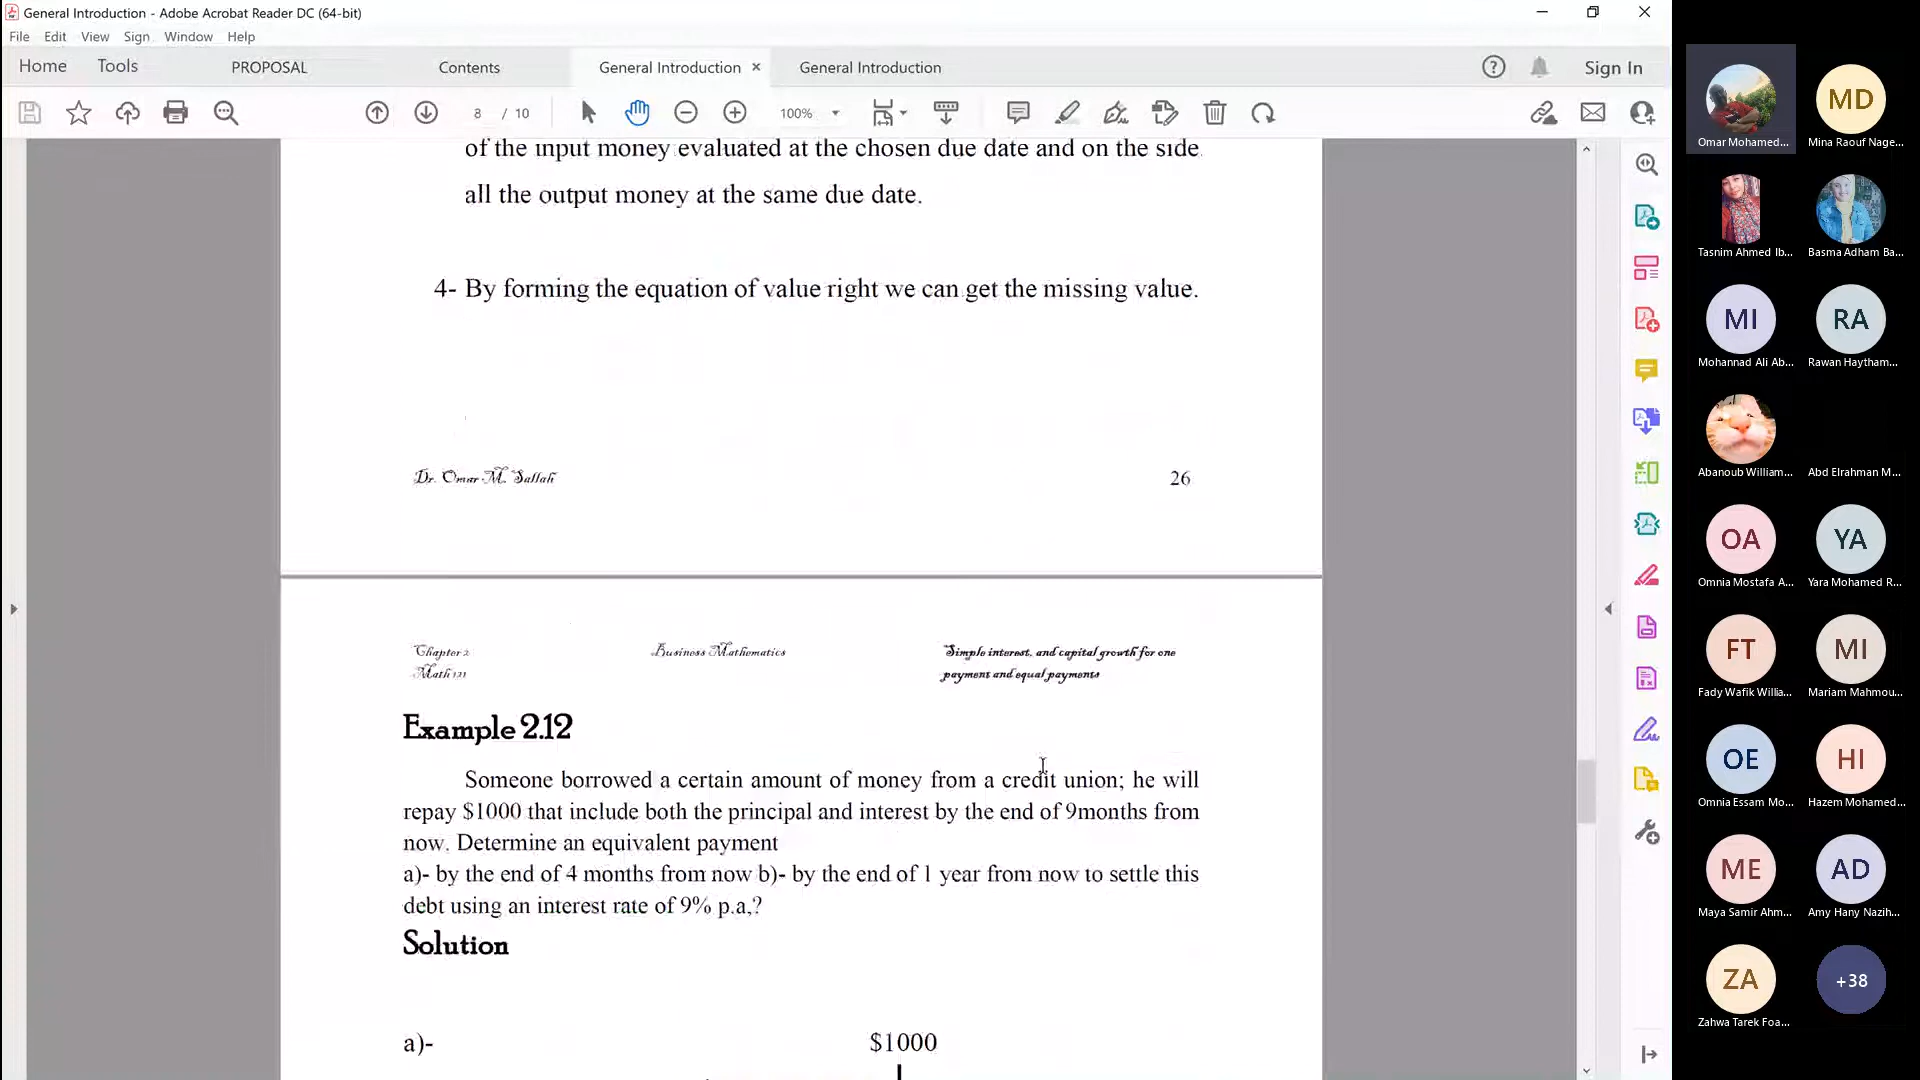 General Introduction - Adobe Acrobat Reader DC (64-bit)
File Edit View Sign Window Help
Home Tools PROPOSAL Contents General Introduction × General Introduction Sign In
8 / 10 100%
of the input money evaluated at the chosen due date and on the side
all the output money at the same due date.
4- By forming the equation of value right we can get the missing value.
Dr. Omar M. Sallah 26
Chapter 2 Business Mathematics Simple interest, and capital growth for one
Math 121 payment and equal payments
Example 2.12
Someone borrowed a certain amount of money from a credit union; he will
repay $1000 that include both the principal and interest by the end of 9months from
now. Determine an equivalent payment
a)- by the end of 4 months from now b)- by the end of 1 year from now to settle this
debt using an interest rate of 9% p.a,?
Solution
a)- $1000
MD
Omar Mohamed... Mina Raouf Nage...
Tasnim Ahmed Ib... Basma Adham Ba...
MI RA
Mohannad Ali Ab... Rawan Haytham...
Abanoub William... Abd Elrahman M...
OA YA
Omnia Mostafa A... Yara Mohamed R...
FT MI
Fady Wafik Willia... Mariam Mahmou...
OE HI
Omnia Essam Mo... Hazem Mohamed...
ME AD
Maya Samir Ahm... Amy Hany Nazih...
ZA +38
Zahwa Tarek Foa...